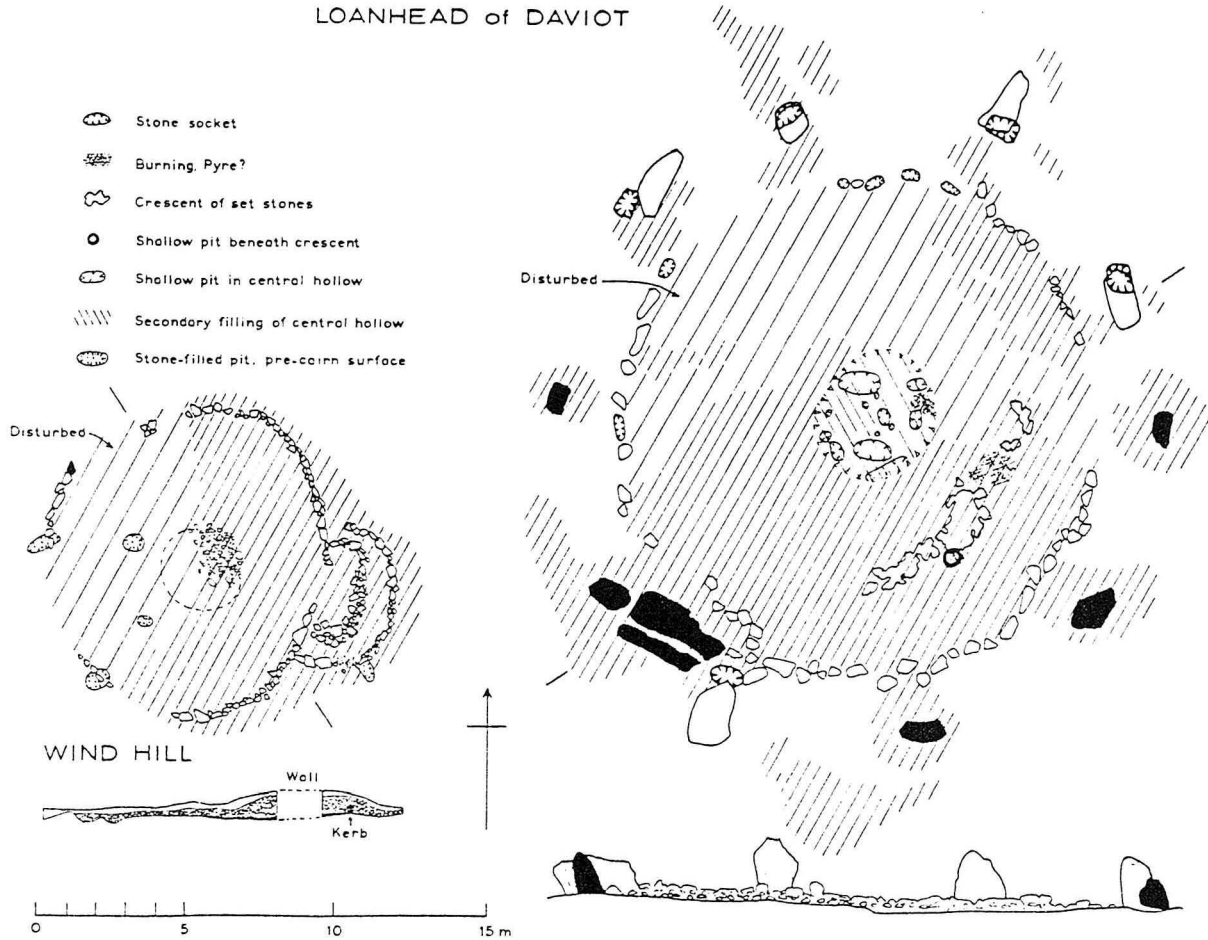 LOANHEAD of DAVIOT
Stone socket
Burning, Pyre?
Crescent of set stones
Shallow pit beneath crescent
Shallow pit in central hollow
Secondary filling of central hollow
Stone-filled pit, pre-cairn surface
Disturbed
Disturbed
WIND HILL
Wall
Kerb
0 5 10 15 m